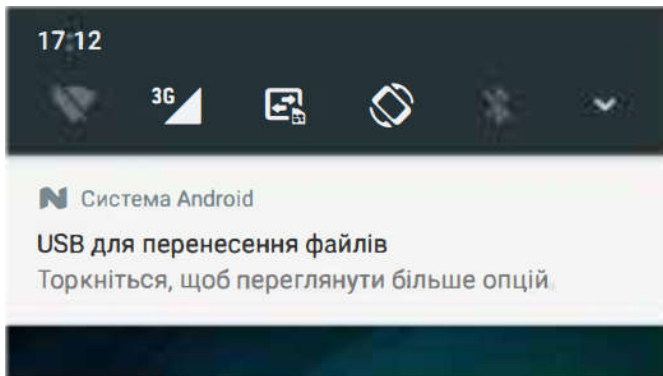 17:12
3G
Система Android
USB для перенесення файлів
Торкніться, щоб переглянути більше опцій.